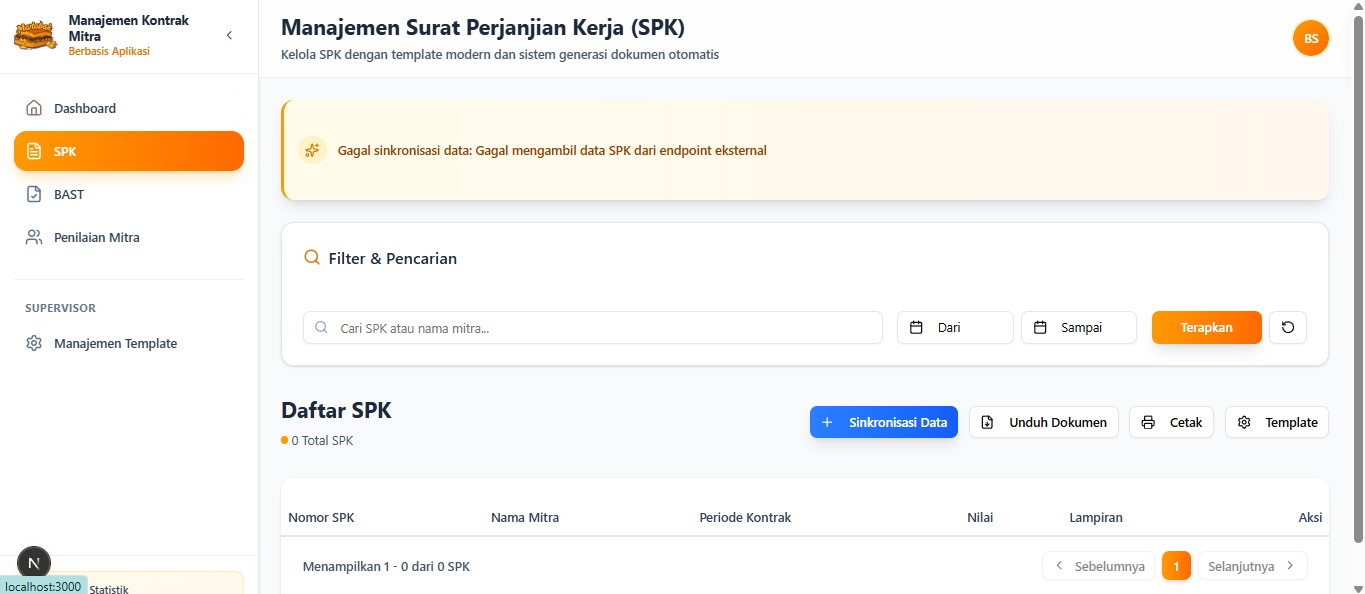 Manajemen Kontrak
Mitra
Berbasis Aplikasi
Dashboard
SPK
BAST
Penilaian Mitra
SUPERVISOR
Manajemen Template
N
localhost:3000
Statistik
Manajemen Surat Perjanjian Kerja (SPK)
Kelola SPK dengan template modern dan sistem generasi dokumen otomatis
BS
Gagal sinkronisasi data: Gagal mengambil data SPK dari endpoint eksternal
Filter & Pencarian
Cari SPK atau nama mitra...
Dari
Sampai
Terapkan
Daftar SPK
0 Total SPK
Sinkronisasi Data
Unduh Dokumen
Cetak
Template
Nomor SPK Nama Mitra Periode Kontrak Nilai Lampiran Aksi
Menampilkan 1 - 0 dari 0 SPK
Sebelumnya
1
Selanjutnya